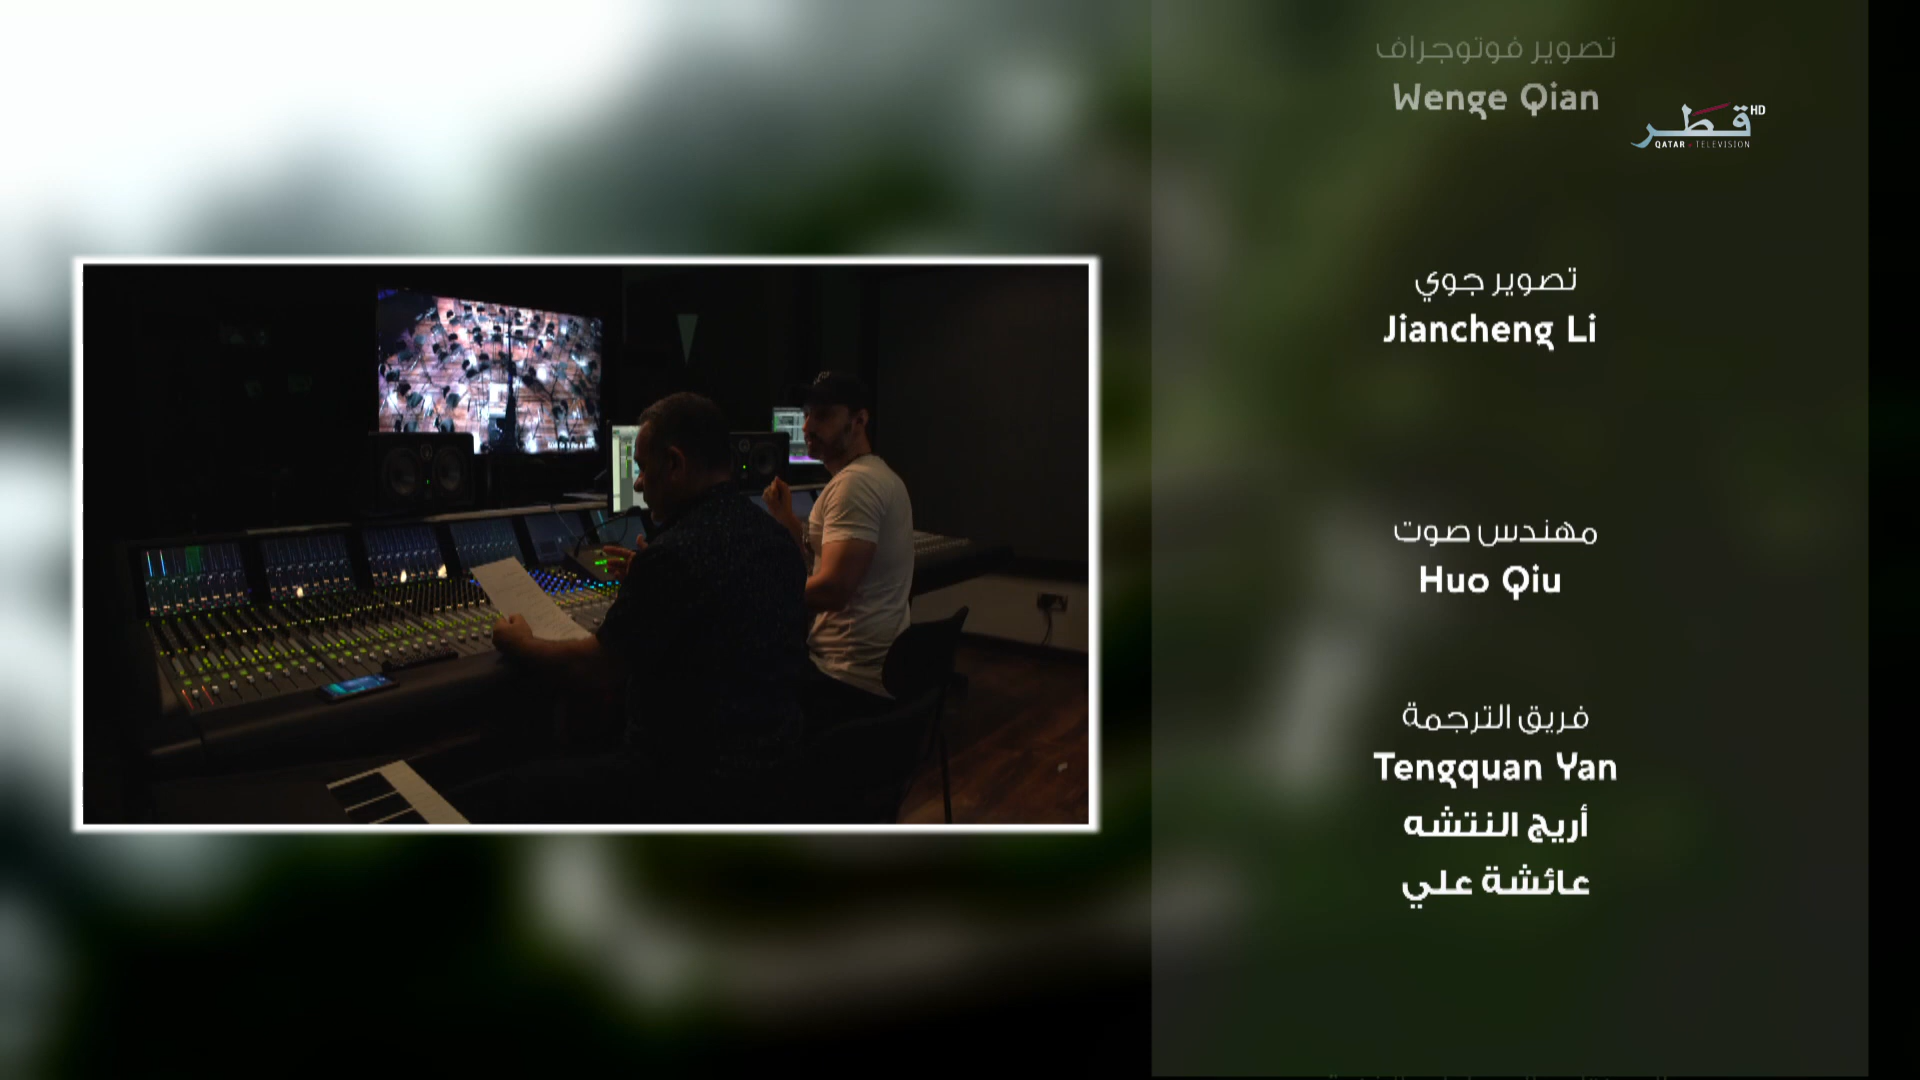 تصوير فوتوجراف
Wenge Qian
قطر HD
QATAR TELEVISION
تصوير جوي
Jiancheng Li
مهندس صوت
Huo Qiu
فريق الترجمة
Tengquan Yan
أريج النتشه
عائشة علي